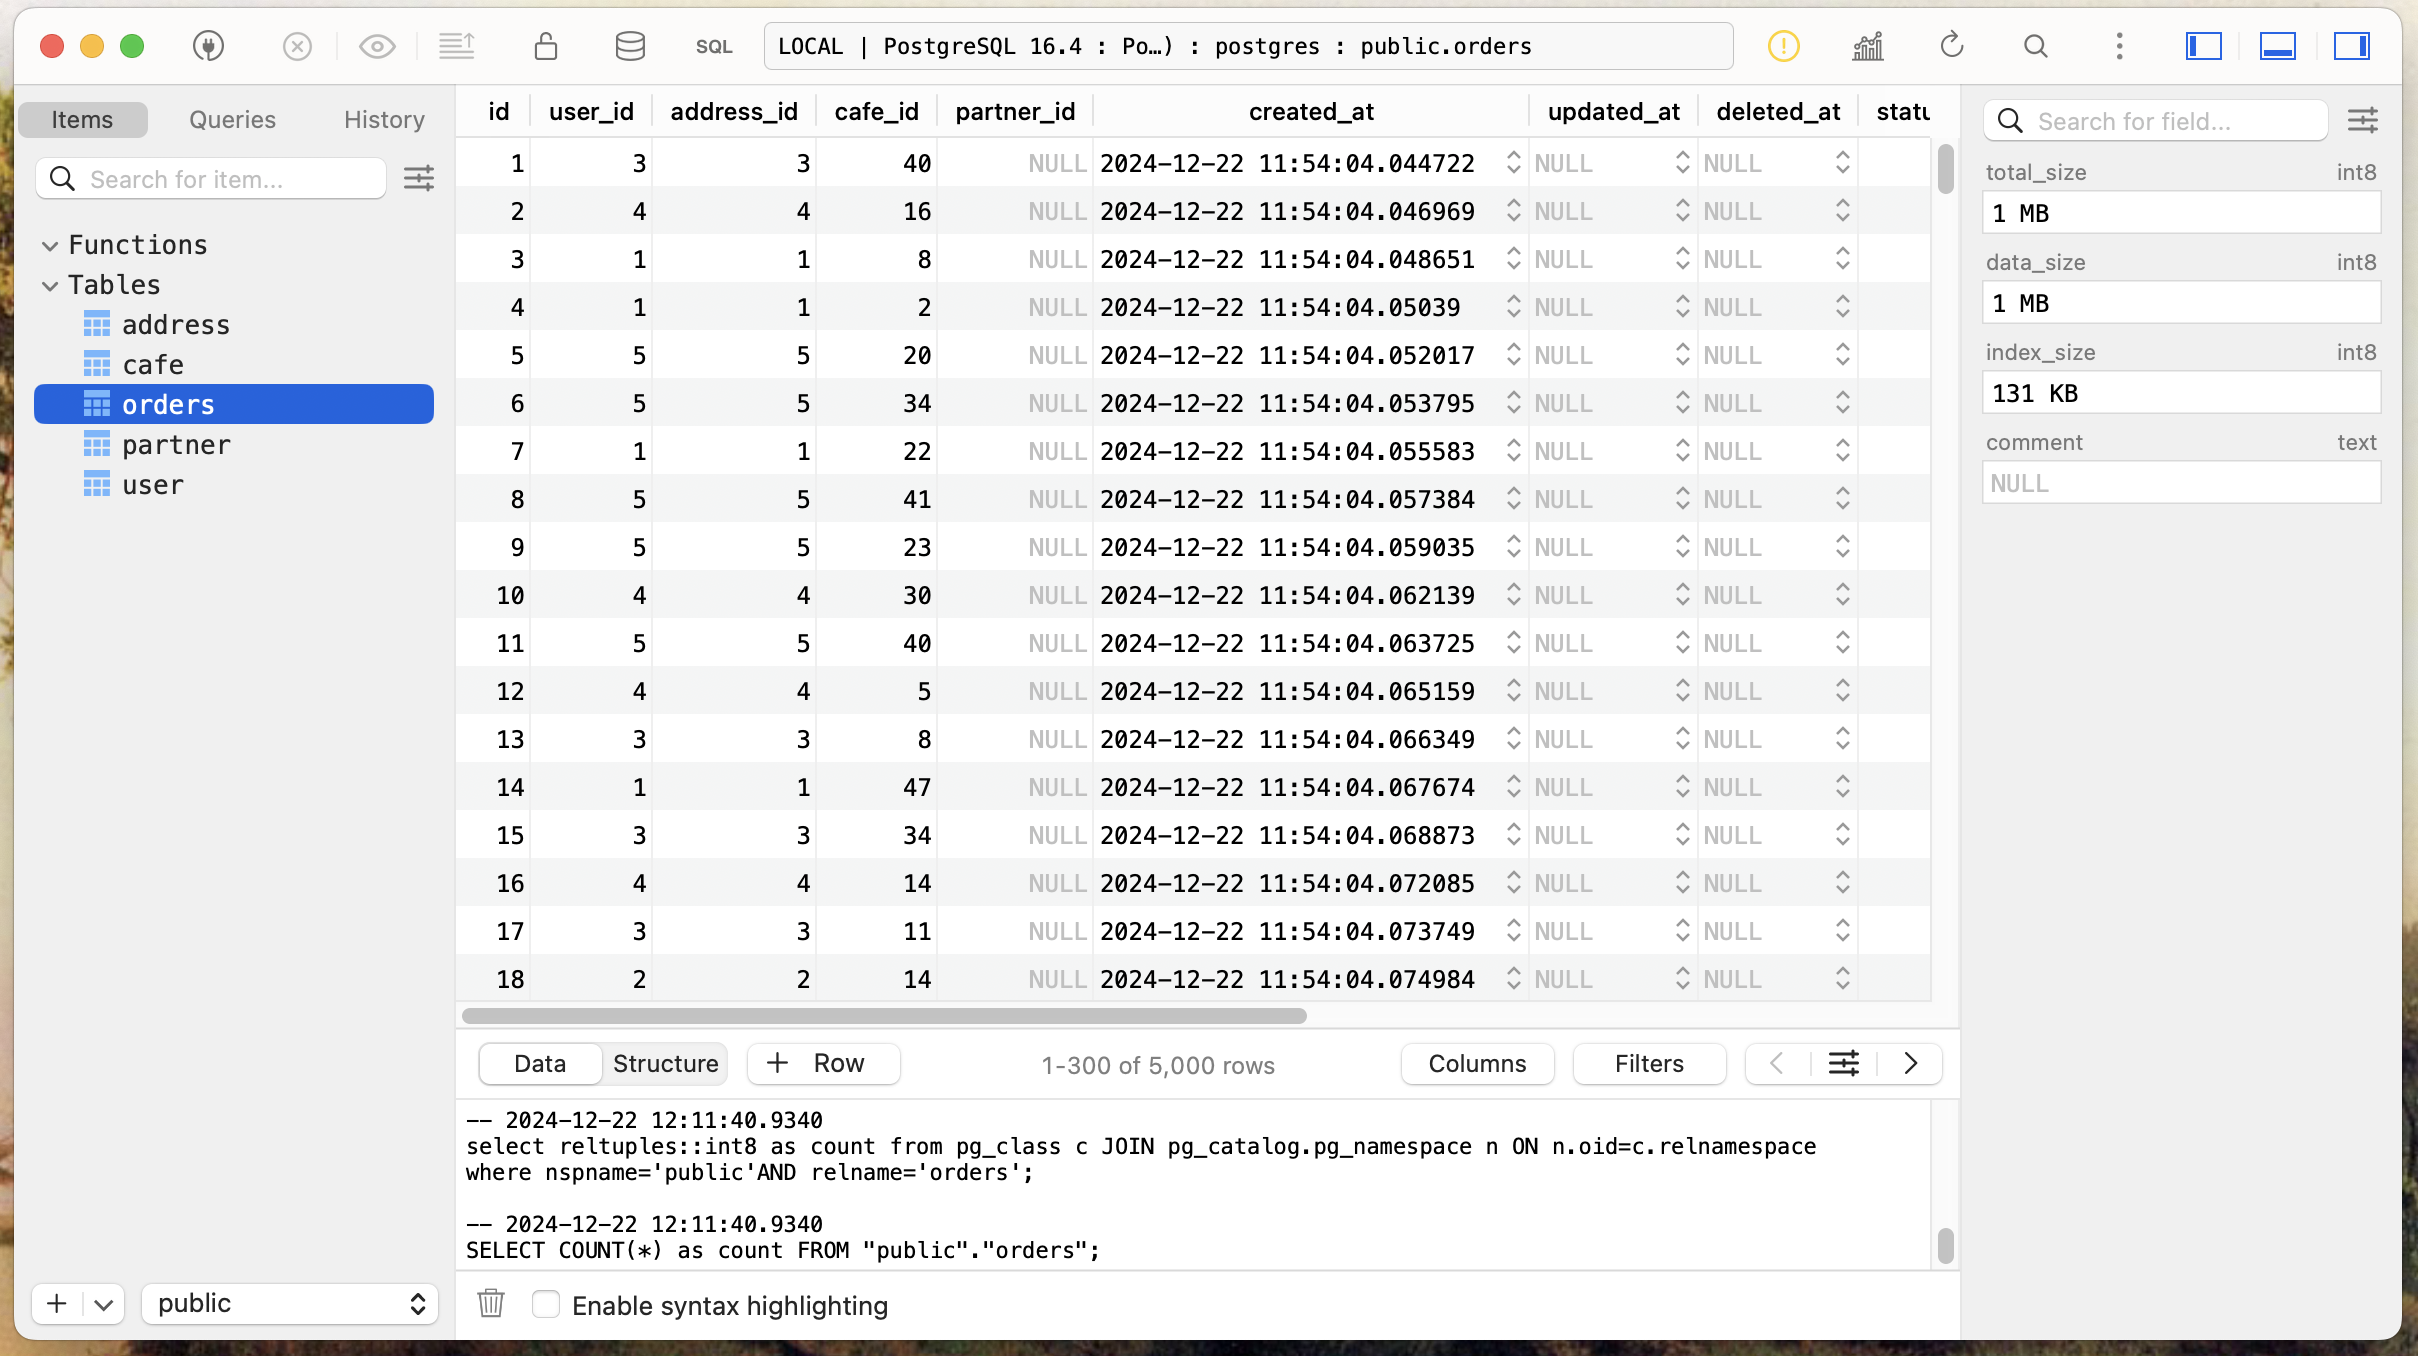 SQL LOCAL | PostgreSQL 16.4 : Po…) : postgres : public.orders
Items Queries History
Search for item...
Functions
Tables
address
cafe
orders
partner
user
public
id user_id address_id cafe_id partner_id created_at updated_at deleted_at statu
1 3 3 40 NULL 2024-12-22 11:54:04.044722 NULL NULL
2 4 4 16 NULL 2024-12-22 11:54:04.046969 NULL NULL
3 1 1 8 NULL 2024-12-22 11:54:04.048651 NULL NULL
4 1 1 2 NULL 2024-12-22 11:54:04.05039 NULL NULL
5 5 5 20 NULL 2024-12-22 11:54:04.052017 NULL NULL
6 5 5 34 NULL 2024-12-22 11:54:04.053795 NULL NULL
7 1 1 22 NULL 2024-12-22 11:54:04.055583 NULL NULL
8 5 5 41 NULL 2024-12-22 11:54:04.057384 NULL NULL
9 5 5 23 NULL 2024-12-22 11:54:04.059035 NULL NULL
10 4 4 30 NULL 2024-12-22 11:54:04.062139 NULL NULL
11 5 5 40 NULL 2024-12-22 11:54:04.063725 NULL NULL
12 4 4 5 NULL 2024-12-22 11:54:04.065159 NULL NULL
13 3 3 8 NULL 2024-12-22 11:54:04.066349 NULL NULL
14 1 1 47 NULL 2024-12-22 11:54:04.067674 NULL NULL
15 3 3 34 NULL 2024-12-22 11:54:04.068873 NULL NULL
16 4 4 14 NULL 2024-12-22 11:54:04.072085 NULL NULL
17 3 3 11 NULL 2024-12-22 11:54:04.073749 NULL NULL
18 2 2 14 NULL 2024-12-22 11:54:04.074984 NULL NULL
Data Structure + Row 1-300 of 5,000 rows Columns Filters
-- 2024-12-22 12:11:40.9340
select reltuples::int8 as count from pg_class c JOIN pg_catalog.pg_namespace n ON n.oid=c.relnamespace
where nspname='public'AND relname='orders';
-- 2024-12-22 12:11:40.9340
SELECT COUNT(*) as count FROM "public"."orders";
Enable syntax highlighting
Search for field...
total_size int8
1 MB
data_size int8
1 MB
index_size int8
131 KB
comment text
NULL